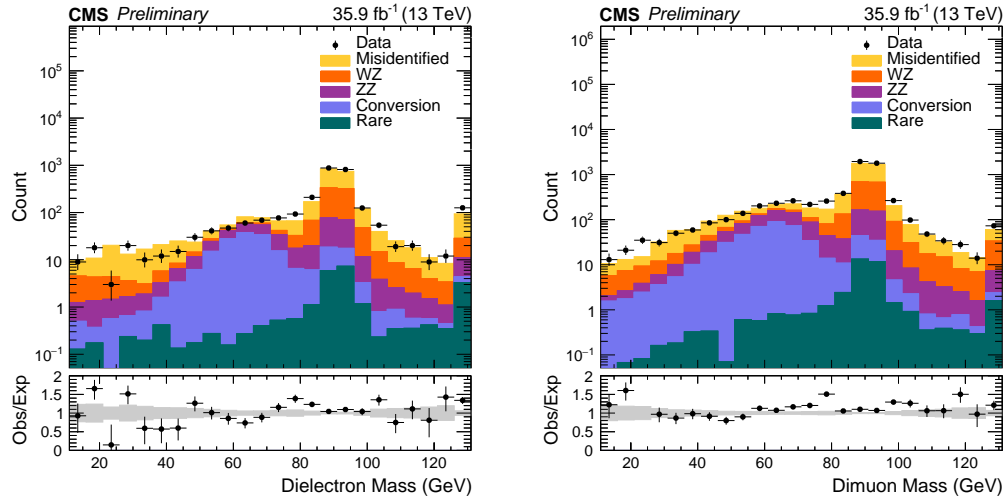 CMS Preliminary 35.9 fb⁻¹ (13 TeV)
Data
Misidentified
WZ
ZZ
Conversion
Rare
Count
10⁵
10⁴
10³
10²
10
1
10⁻¹
Obs/Exp
2
1.5
1
0.5
0
20 40 60 80 100 120
Dielectron Mass (GeV)
CMS Preliminary 35.9 fb⁻¹ (13 TeV)
Data
Misidentified
WZ
ZZ
Conversion
Rare
Count
10⁶
10⁵
10⁴
10³
10²
10
1
10⁻¹
Obs/Exp
2
1.5
1
0.5
0
20 40 60 80 100 120
Dimuon Mass (GeV)